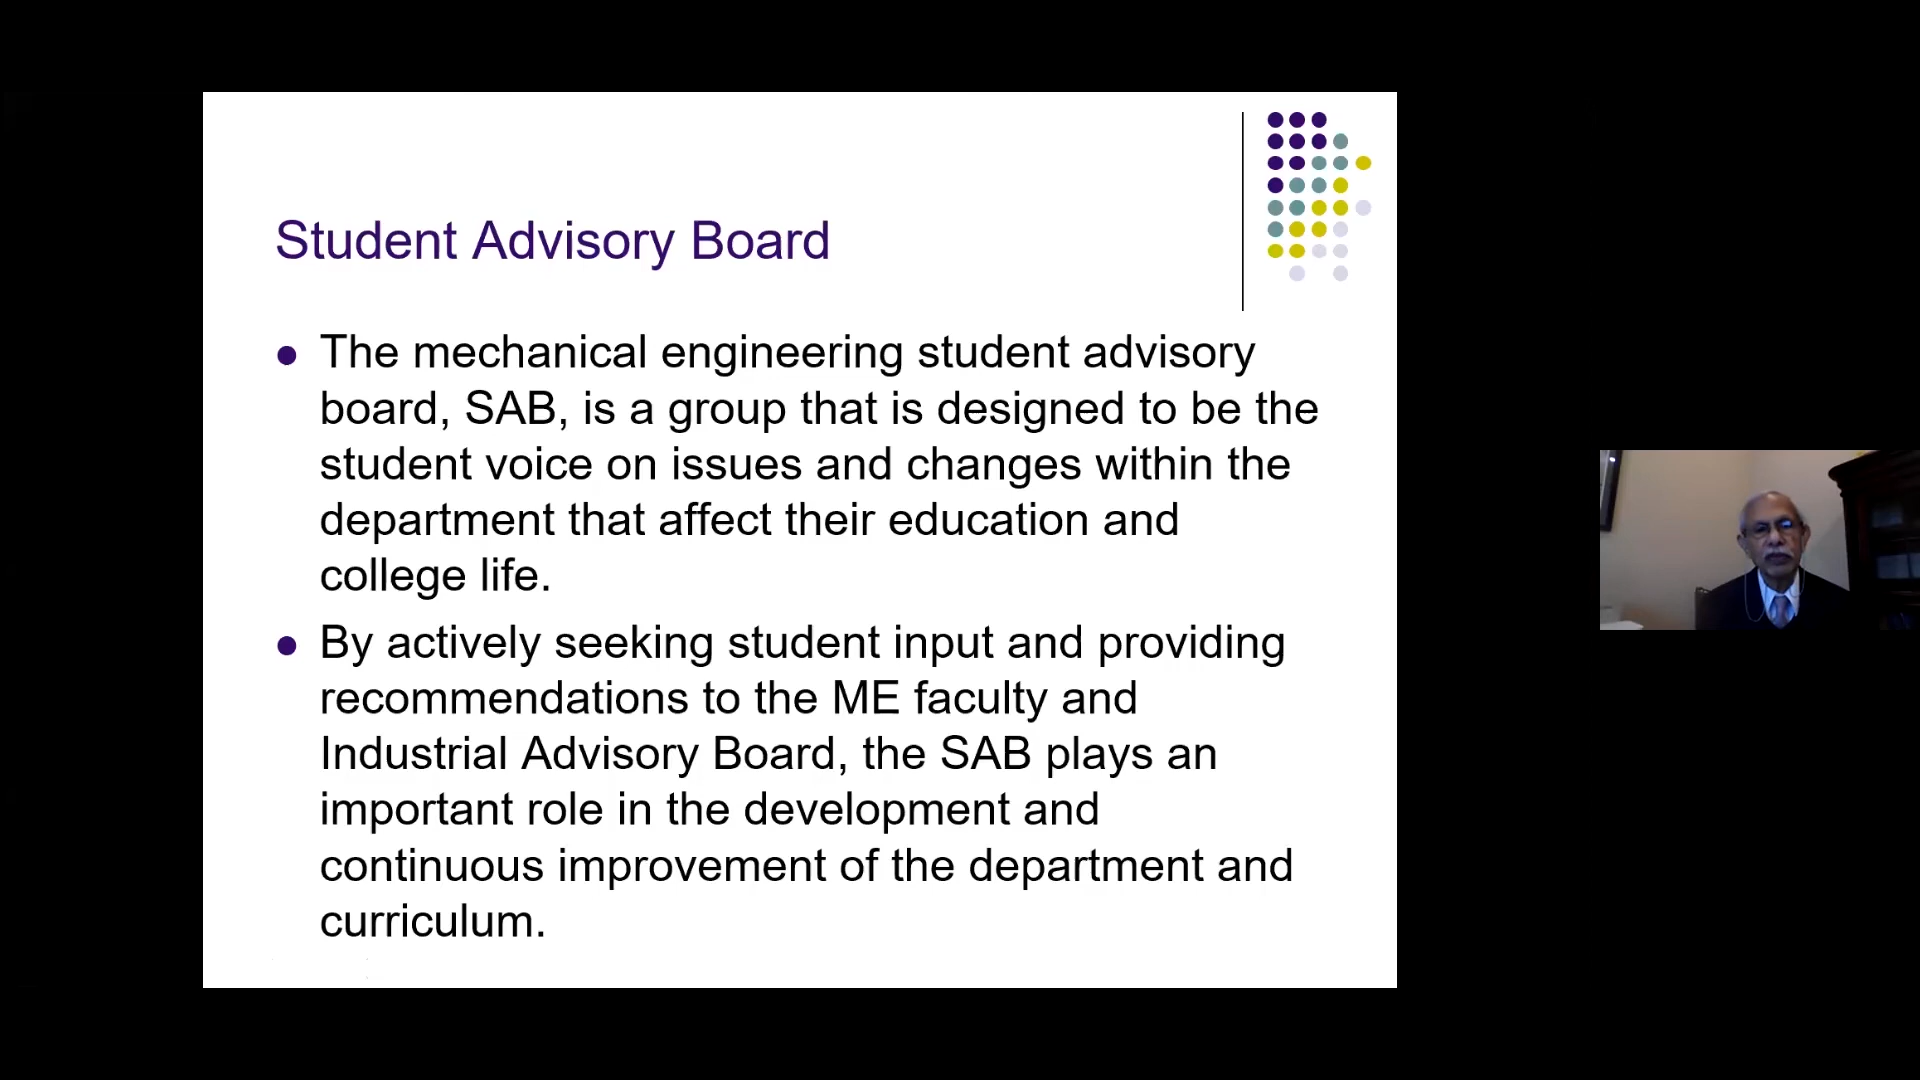 Student Advisory Board
The mechanical engineering student advisory
board, SAB, is a group that is designed to be the
student voice on issues and changes within the
department that affect their education and
college life.
By actively seeking student input and providing
recommendations to the ME faculty and
Industrial Advisory Board, the SAB plays an
important role in the development and
continuous improvement of the department and
curriculum.